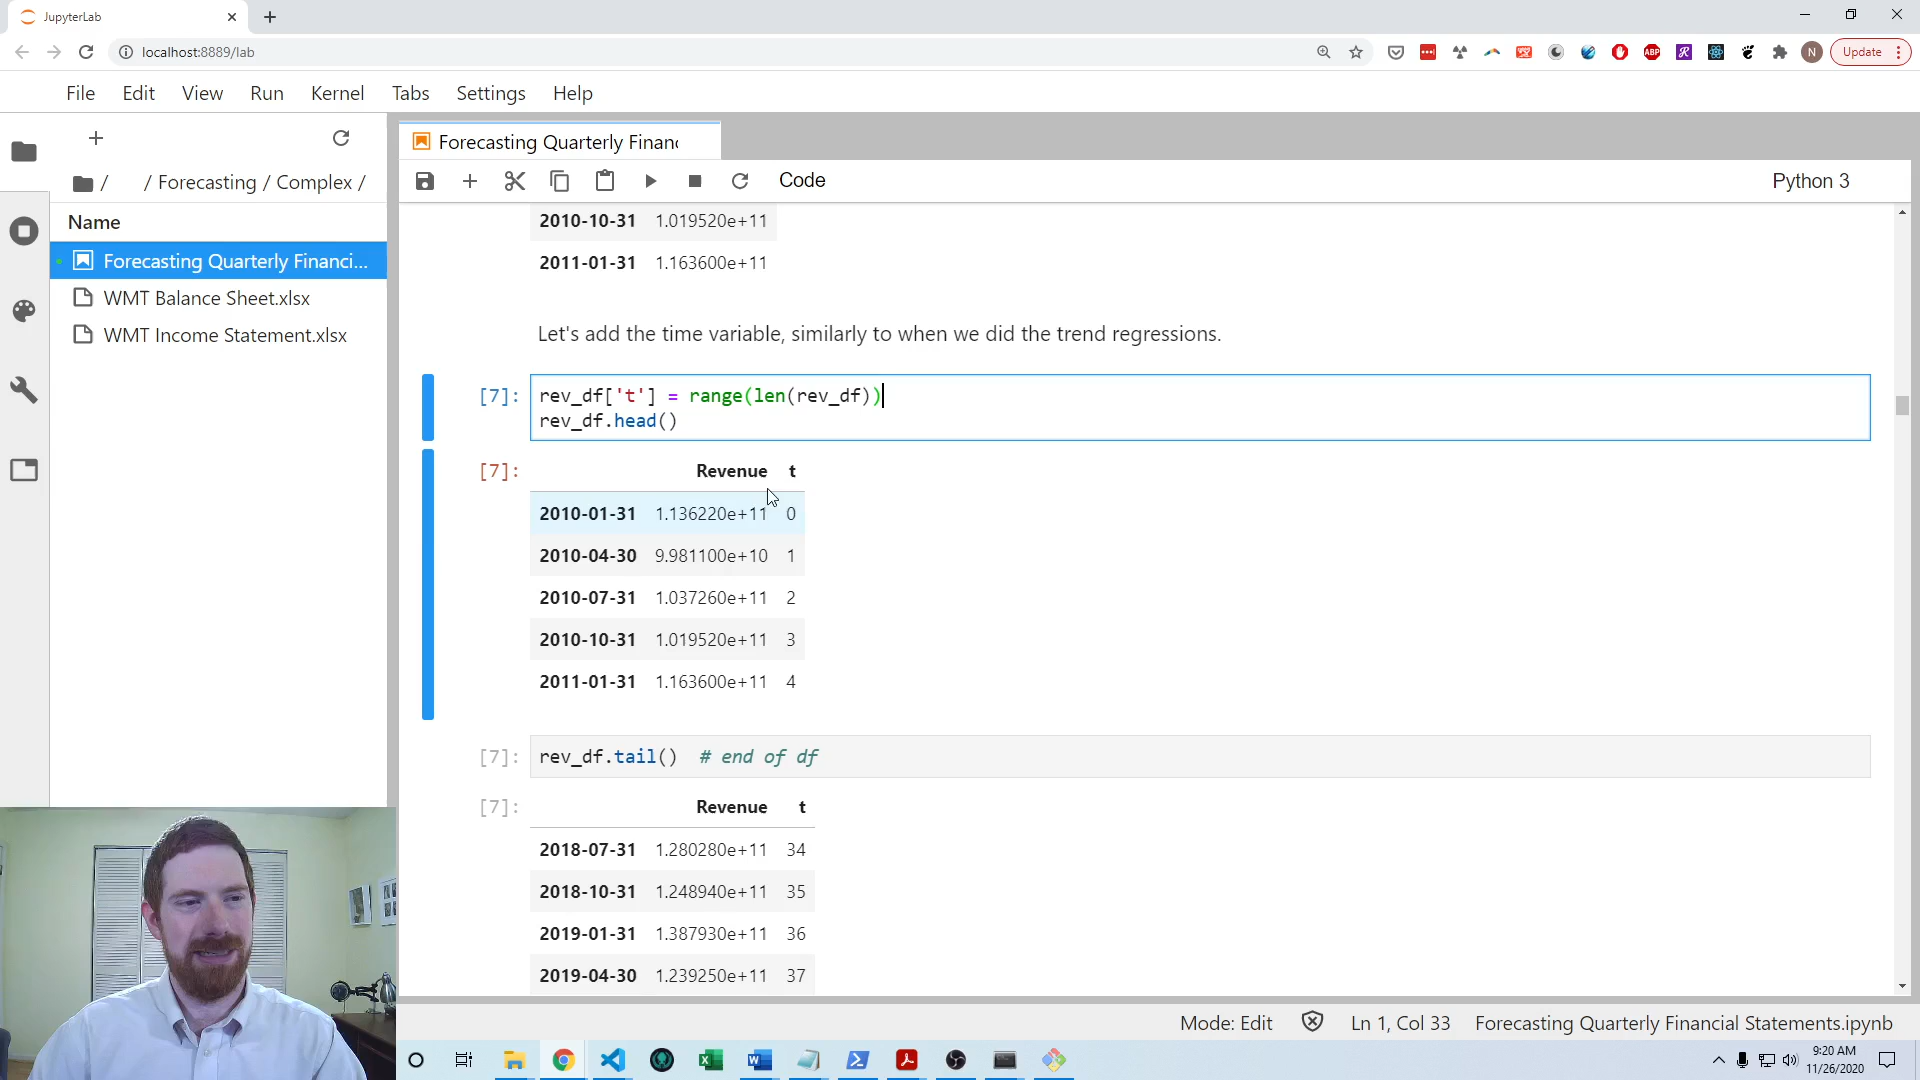 JupyterLab
localhost:8889/lab
N
Update
File Edit View Run Kernel Tabs Settings Help
Forecasting Quarterly Financ
/ / Forecasting / Complex /
Code
Python 3
Name
Forecasting Quarterly Financi...
WMT Balance Sheet.xlsx
WMT Income Statement.xlsx
2010-10-31 1.019520e+11
2011-01-31 1.163600e+11
Let's add the time variable, similarly to when we did the trend regressions.
[7]: rev_df['t'] = range(len(rev_df))
rev_df.head()
[7]: Revenue t
2010-01-31 1.136220e+11 0
2010-04-30 9.981100e+10 1
2010-07-31 1.037260e+11 2
2010-10-31 1.019520e+11 3
2011-01-31 1.163600e+11 4
[7]: rev_df.tail() # end of df
[7]: Revenue t
2018-07-31 1.280280e+11 34
2018-10-31 1.248940e+11 35
2019-01-31 1.387930e+11 36
2019-04-30 1.239250e+11 37
Mode: Edit Ln 1, Col 33 Forecasting Quarterly Financial Statements.ipynb
9:20 AM
11/26/2020